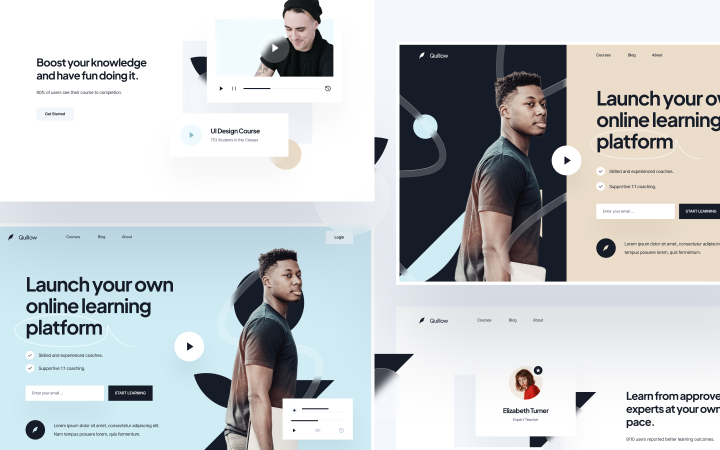 Boost your knowledge
and have fun doing it.
80% of users see their course to completion.
Get Started
UI Design Course
753 Students in this Classes
Quillow
Courses
Blog
About
Launch your ow
online learning
platform
Skilled and experienced coaches.
Supportive 1:1 coaching.
Enter your email ...
START LEARNING
Lorem ipsum dolor sit amet, consectetur adipiscing
tempus posuere lorem, quis fermentum.
Quillow
Courses
Blog
About
Login
Launch your own
online learning
platform
Skilled and experienced coaches.
Supportive 1:1 coaching.
Enter your email ...
START LEARNING
Lorem ipsum dolor sit amet, consectetur adipiscing elit.
Nam tempus posuere lorem, quis fermentum.
Quillow
Courses
Blog
About
Elizabeth Turner
Expert Teacher
Learn from approve
experts at your own
pace.
8110 users reported better learning outcomes.